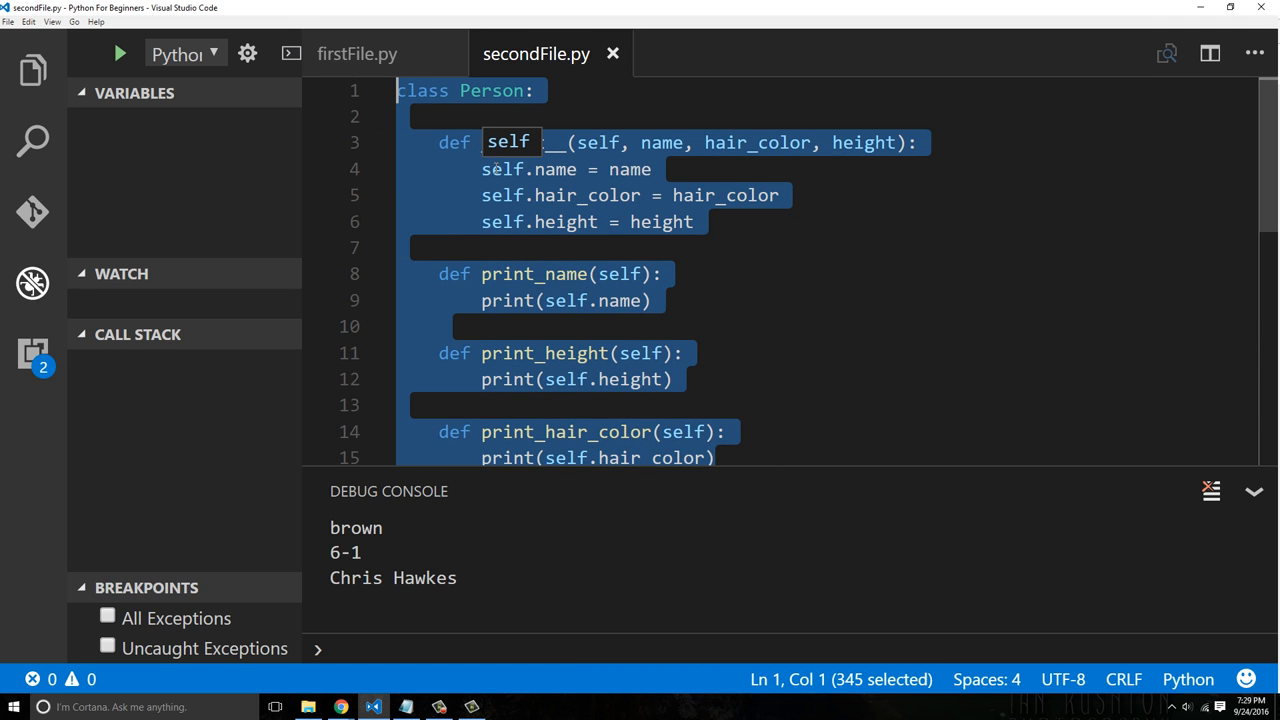 secondFile.py - Python For Beginners - Visual Studio Code
File Edit View Go Help
Pythor
firstFile.py
secondFile.py
VARIABLES
WATCH
CALL STACK
2
BREAKPOINTS
All Exceptions
Uncaught Exceptions
1 class Person:
2
3 def __(self, name, hair_color, height):
self
4 self.name = name
5 self.hair_color = hair_color
6 self.height = height
7
8 def print_name(self):
9 print(self.name)
10
11 def print_height(self):
12 print(self.height)
13
14 def print_hair_color(self):
15 print(self.hair_color)
DEBUG CONSOLE
brown
6-1
Chris Hawkes
0 0
Ln 1, Col 1 (345 selected) Spaces: 4 UTF-8 CRLF Python
I'm Cortana. Ask me anything.
7:29 PM
9/24/2016